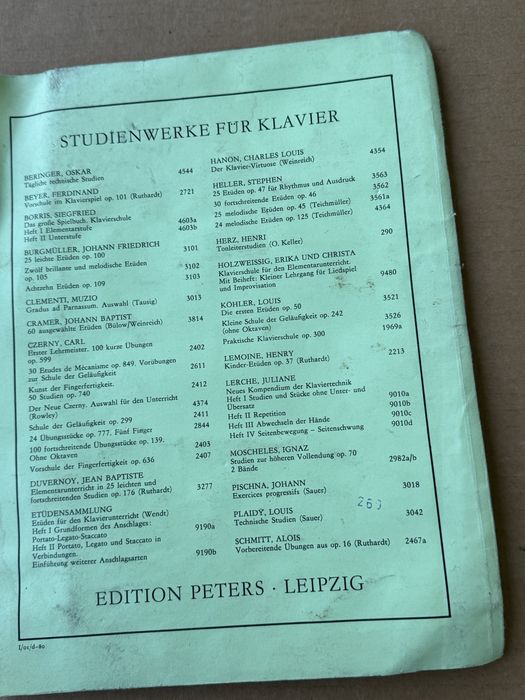 STUDIENWERKE FÜR KLAVIER
BERINGER, OSKAR
Tägliche technische Studien 4544
BEYER, FERDINAND
Vorschule im Klavierspiel op. 101 (Ruthardt) 2721
BORRIS, SIEGFRIED
Das große Spielbuch. Klavierschule
Heft I Elementarstufe 4603a
Heft II Unterstufe 4603b
BURGMÜLLER, JOHANN FRIEDRICH
25 leichte Etüden op. 100 3101
Zwölf brillante und melodische Etüden
op. 105 3102
Achtzehn Etüden op. 109 3103
CLEMENTI, MUZIO
Gradus ad Parnassum. Auswahl (Tausig) 3013
CRAMER, JOHANN BAPTIST
60 ausgewählte Etüden (Bülow/Weinreich) 3814
CZERNY, CARL
Erster Lehrmeister. 100 kurze Übungen
op. 599 2402
30 Etudes de Mécanisme op. 849. Vorübungen
zur Schule der Geläufigkeit 2611
Kunst der Fingerfertigkeit.
50 Studien op. 740 2412
Der Neue Czerny. Auswahl für den Unterricht
(Rowley) 4374
Schule der Geläufigkeit op. 299 2411
24 Übungsstücke op. 777. Fünf Finger 2844
100 fortschreitende Übungsstücke op. 139.
Ohne Oktaven 2403
Vorschule der Fingerfertigkeit op. 636 2407
DUVERNOY, JEAN BAPTISTE
Elementarunterricht in 25 leichten und
fortschreitenden Studien op. 176 (Ruthardt) 3277
ETÜDENSAMMLUNG
Etüden für den Klavierunterricht (Wendt)
Heft I Grundformen des Anschlages:
Portato-Legato-Staccato 9190a
Heft II Portato, Legato und Staccato in
Verbindungen.
Einführung weiterer Anschlagsarten 9190b
HANON, CHARLES LOUIS
Der Klavier-Virtuose (Weinreich) 4354
HELLER, STEPHEN
25 Etüden op. 47 für Rhythmus und Ausdruck 3563
30 fortschreitende Etüden op. 46 3562
25 melodische Etüden op. 45 (Teichmüller) 3561a
24 melodische Etüden op. 125 (Teichmüller) 4364
HERZ, HENRI
Tonleiterstudien (O. Keller) 290
HOLZWEISSIG, ERIKA UND CHRISTA
Klavierschule für den Elementarunterricht.
Mit Beiheft: Kleiner Lehrgang für Liedspiel
und Improvisation 9480
KÖHLER, LOUIS
Die ersten Etüden op. 50 3521
Kleine Schule der Geläufigkeit op. 242
(ohne Oktaven) 3526
Praktische Klavierschule op. 300 1969a
LEMOINE, HENRY
Kinder-Etüden op. 37 (Ruthardt) 2213
LERCHE, JULIANE
Neues Kompendium der Klaviertechnik
Heft I Studien und Stücke ohne Unter- und
Übersatz 9010a
Heft II Repetition 9010b
Heft III Abwechseln der Hände 9010c
Heft IV Seitenbewegung - Seitenschwung 9010d
MOSCHELES, IGNAZ
Studien zur höheren Vollendung op. 70
2 Bände 2982a/b
PISCHNA, JOHANN
Exercices progressifs (Sauer) 3018
PLAIDY, LOUIS
Technische Studien (Sauer) 3042
SCHMITT, ALOIS
Vorbereitende Übungen aus op. 16 (Ruthardt) 2467a
EDITION PETERS · LEIPZIG